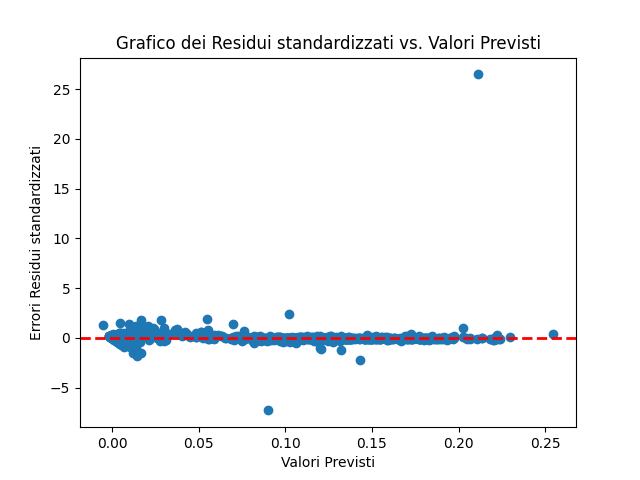 Grafico dei Residui standardizzati vs. Valori Previsti
Errori Residui standardizzati
25
20
15
10
5
0
−5
0.00 0.05 0.10 0.15 0.20 0.25
Valori Previsti